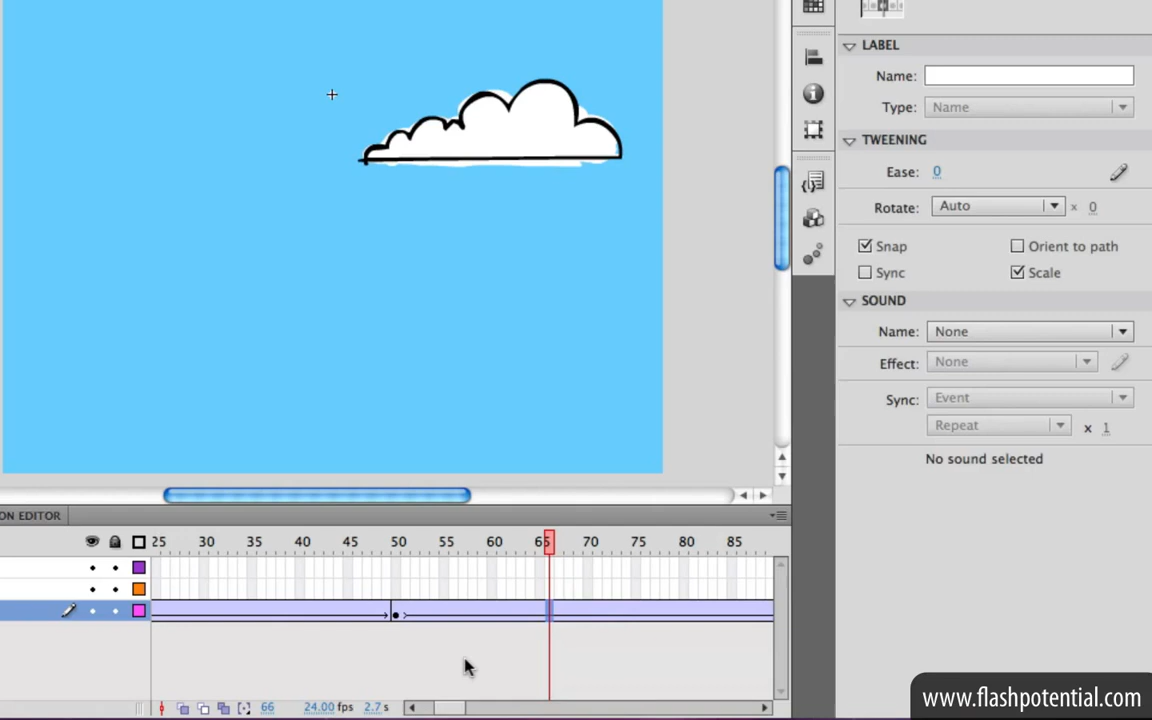 LABEL
Name:
Type: Name
TWEENING
Ease: 0
Rotate: Auto x 0
Snap Orient to path
Sync Scale
SOUND
Name: None
Effect: None
Sync: Event
Repeat x 1
No sound selected
ON EDITOR
25 30 35 40 45 50 55 60 65 70 75 80 85
66 24.00 fps 2.7 s
www.flashpotential.com